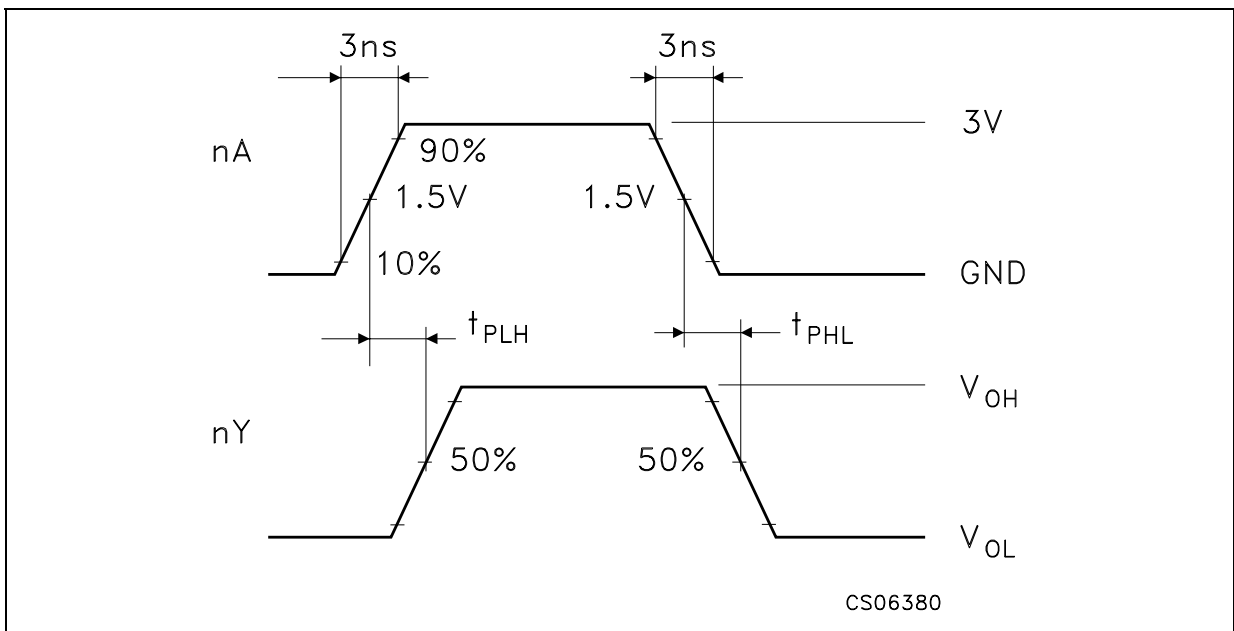 3ns
3ns
3V
nA
90%
1.5V
1.5V
10%
GND
tPLH
tPHL
VOH
nY
50%
50%
VOL
CS06380